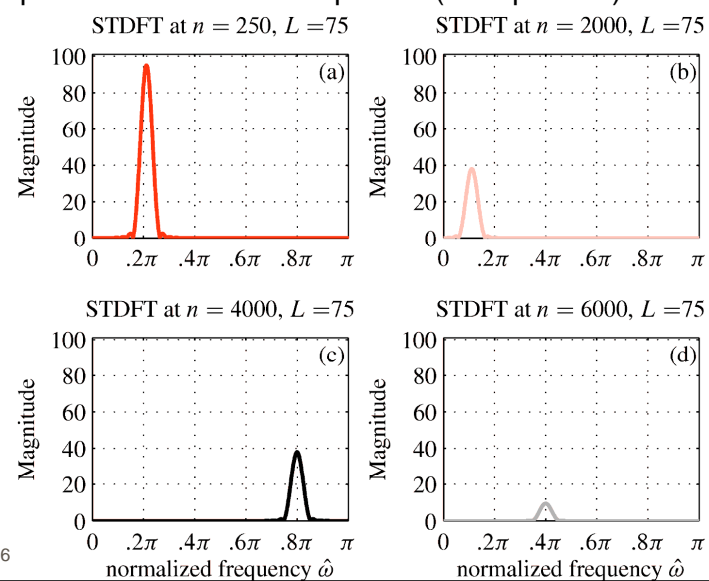 STDFT at n = 250, L =75
STDFT at n = 2000, L =75
(a)
(b)
Magnitude
Magnitude
100
80
60
40
20
0
100
80
60
40
20
0
0 .2π .4π .6π .8π π
0 .2π .4π .6π .8π π
STDFT at n = 4000, L =75
STDFT at n = 6000, L =75
(c)
(d)
Magnitude
Magnitude
100
80
60
40
20
0
100
80
60
40
20
0
0 .2π .4π .6π .8π π
0 .2π .4π .6π .8π π
normalized frequency ω̂
normalized frequency ω̂
6